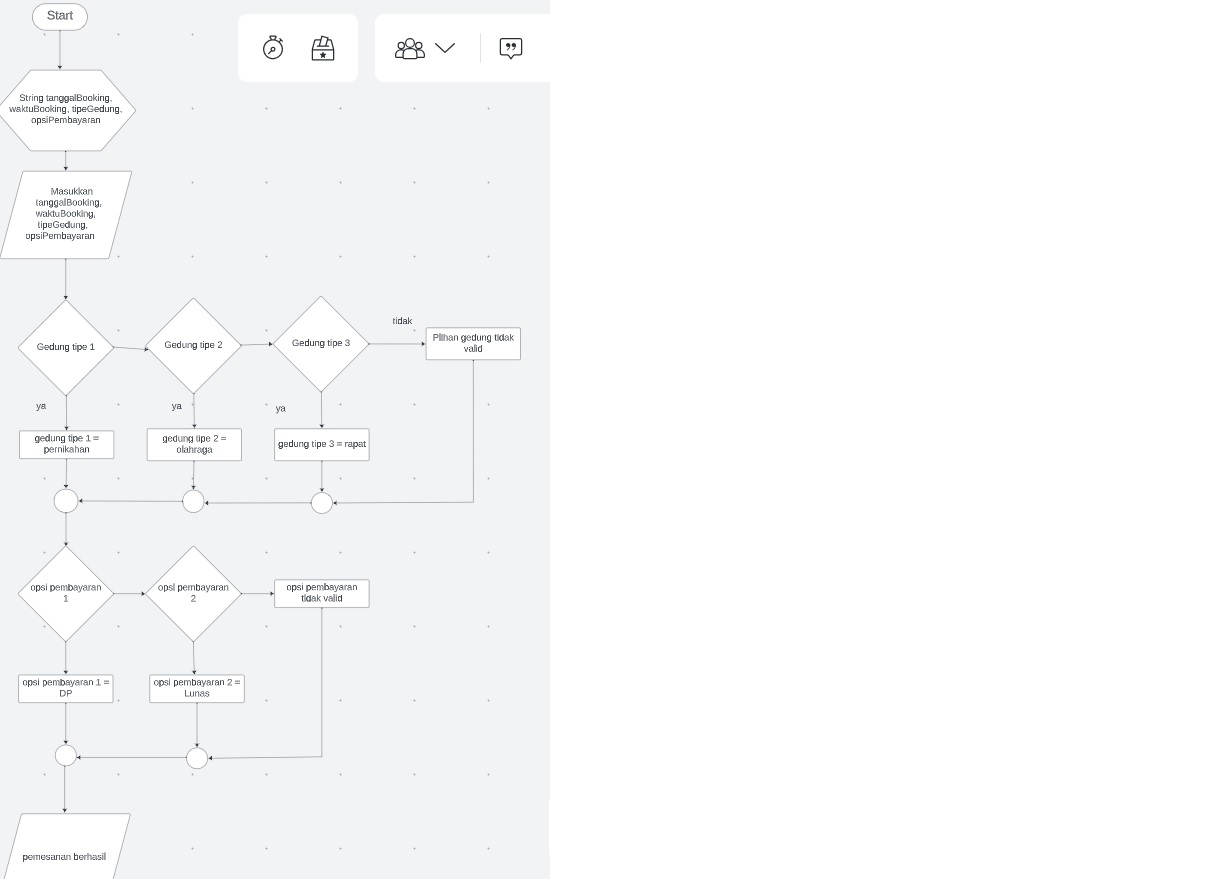 Start
String tanggalBooking,
waktuBooking, tipeGedung,
opsiPembayaran
Masukkan
tanggalBooking,
waktuBooking,
tipeGedung,
opsiPembayaran
Gedung tipe 1
Gedung tipe 2
Gedung tipe 3
tidak
Pilihan gedung tidak
valid
ya
ya
ya
gedung tipe 1 =
pernikahan
gedung tipe 2 =
olahraga
gedung tipe 3 = rapat
opsi pembayaran
1
opsi pembayaran
2
opsi pembayaran
tidak valid
opsi pembayaran 1 =
DP
opsi pembayaran 2 =
Lunas
pemesanan berhasil